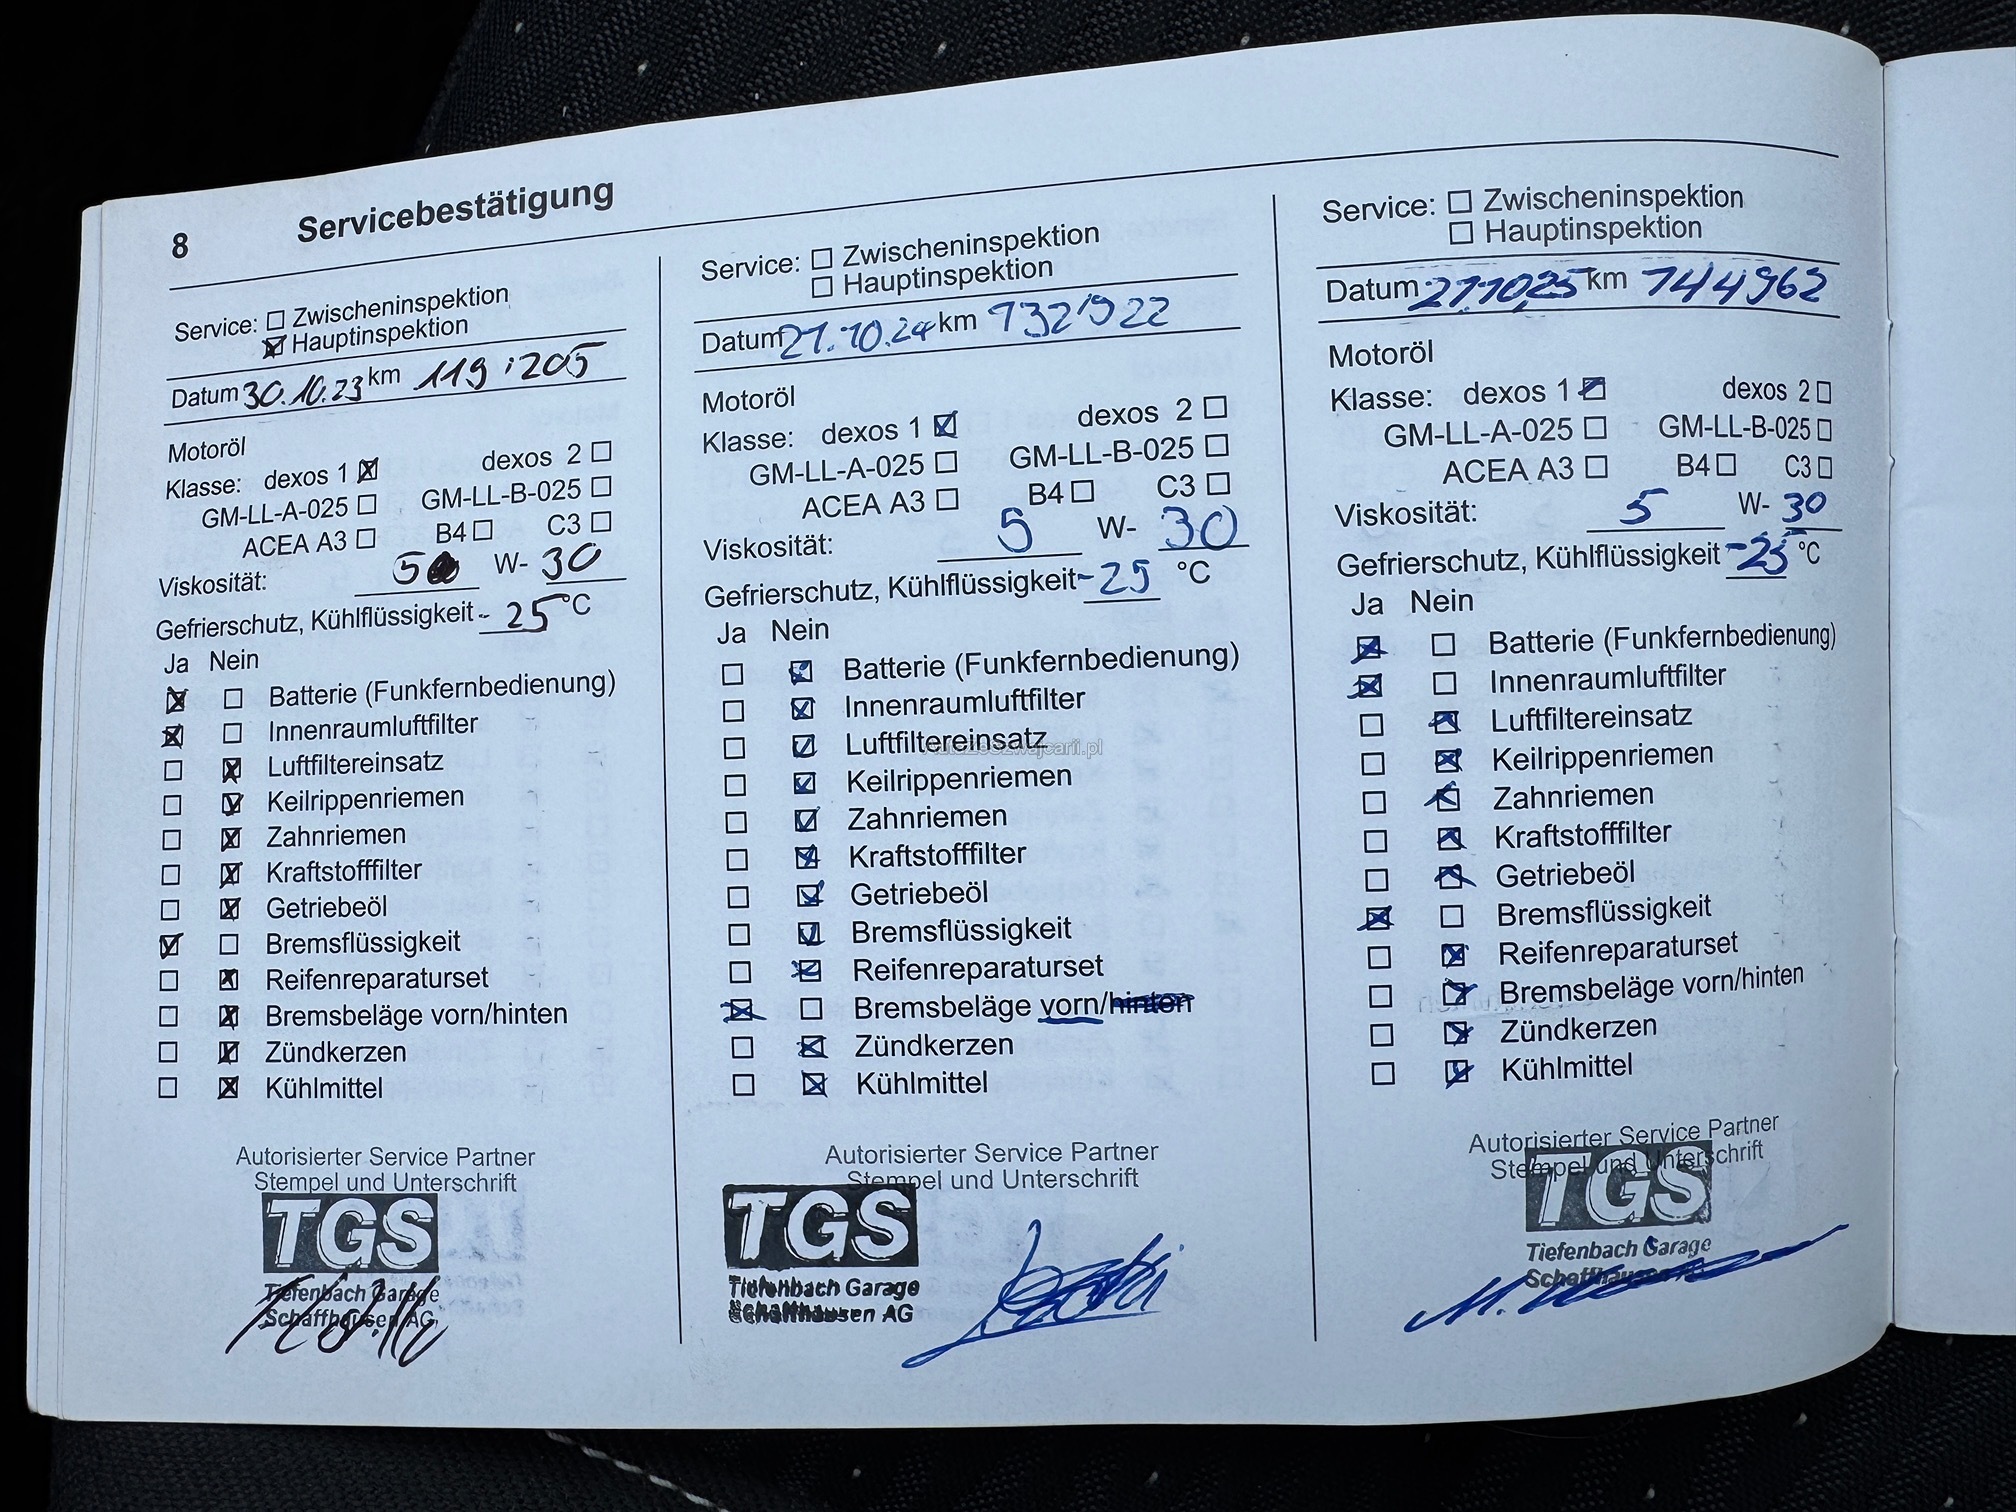 8 Servicebestätigung
Service: ☐ Zwischeninspektion
☒ Hauptinspektion
Datum 30.10.23 km 119'205
Motoröl
Klasse: dexos 1 ☒ dexos 2 ☐
GM-LL-A-025 ☐ GM-LL-B-025 ☐
ACEA A3 ☐ B4 ☐ C3 ☐
Viskosität: 5 W- 30
Gefrierschutz, Kühlflüssigkeit - 25 °C
Ja Nein
☒ ☐ Batterie (Funkfernbedienung)
☒ ☐ Innenraumluftfilter
☐ ☒ Luftfiltereinsatz
☐ ☒ Keilrippenriemen
☐ ☒ Zahnriemen
☐ ☒ Kraftstofffilter
☐ ☒ Getriebeöl
☒ ☐ Bremsflüssigkeit
☐ ☒ Reifenreparaturset
☐ ☒ Bremsbeläge vorn/hinten
☐ ☒ Zündkerzen
☐ ☒ Kühlmittel
Autorisierter Service Partner
Stempel und Unterschrift
TGS
Tiefenbach Garage
Schaffhausen AG
Service: ☐ Zwischeninspektion
☐ Hauptinspektion
Datum 21.10.24 km 132'922
Motoröl
Klasse: dexos 1 ☒ dexos 2 ☐
GM-LL-A-025 ☐ GM-LL-B-025 ☐
ACEA A3 ☐ B4 ☐ C3 ☐
Viskosität: 5 W- 30
Gefrierschutz, Kühlflüssigkeit -25 °C
Ja Nein
☐ ☒ Batterie (Funkfernbedienung)
☐ ☒ Innenraumluftfilter
☐ ☒ Luftfiltereinsatz
AutaZeSzwajcarii.pl
☐ ☒ Keilrippenriemen
☐ ☒ Zahnriemen
☐ ☒ Kraftstofffilter
☐ ☒ Getriebeöl
☐ ☒ Bremsflüssigkeit
☐ ☒ Reifenreparaturset
☒ ☐ Bremsbeläge vorn/hinten
☐ ☒ Zündkerzen
☐ ☒ Kühlmittel
Autorisierter Service Partner
Stempel und Unterschrift
TGS
Tiefenbach Garage
Schaffhausen AG
Service: ☐ Zwischeninspektion
☐ Hauptinspektion
Datum 27.10.25 km 144962
Motoröl
Klasse: dexos 1 ☒ dexos 2 ☐
GM-LL-A-025 ☐ GM-LL-B-025 ☐
ACEA A3 ☐ B4 ☐ C3 ☐
Viskosität: 5 W- 30
Gefrierschutz, Kühlflüssigkeit -25 °C
Ja Nein
☒ ☐ Batterie (Funkfernbedienung)
☒ ☐ Innenraumluftfilter
☐ ☒ Luftfiltereinsatz
☐ ☒ Keilrippenriemen
☐ ☒ Zahnriemen
☐ ☒ Kraftstofffilter
☐ ☒ Getriebeöl
☒ ☐ Bremsflüssigkeit
☐ ☒ Reifenreparaturset
☐ ☒ Bremsbeläge vorn/hinten
☐ ☒ Zündkerzen
☐ ☒ Kühlmittel
Autorisierter Service Partner
Stempel und Unterschrift
TGS
Tiefenbach Garage
Schaffhausen